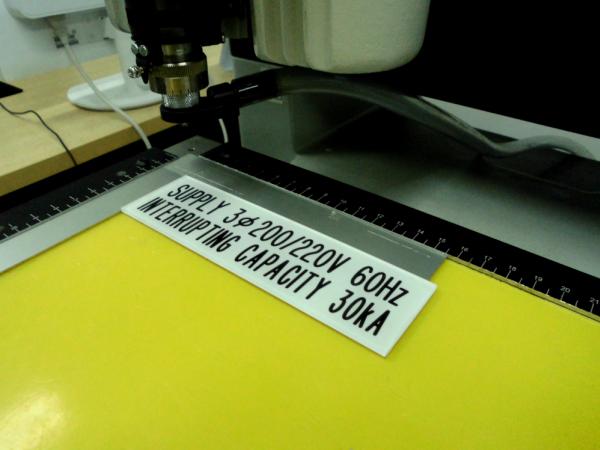 SUPPLY 3ø 200/220V 60Hz
INTERRUPTING CAPACITY 30kA